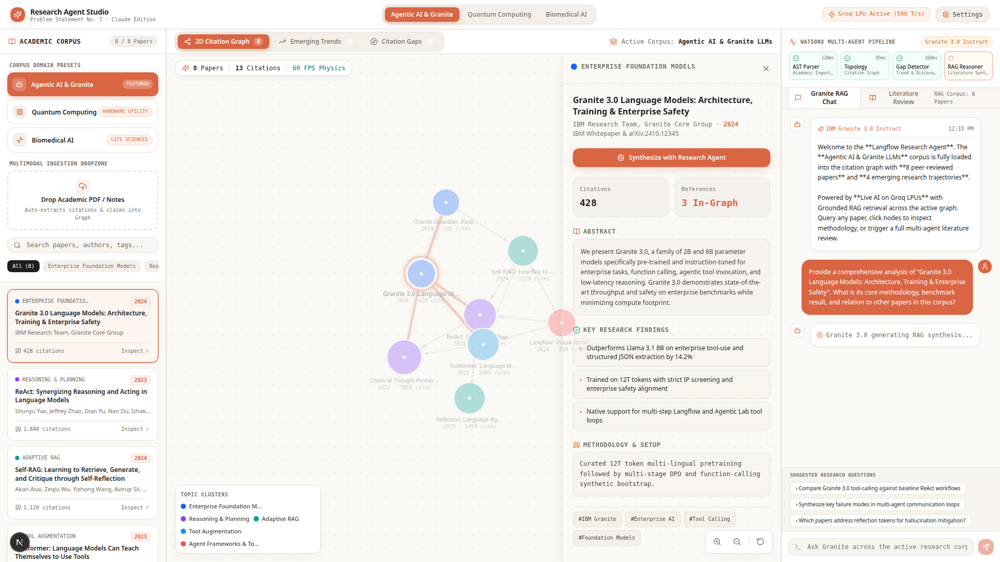 Research Agent Studio
Problem Statement No. 7 · Claude Edition
Agentic AI & Granite
Quantum Computing
Biomedical AI
Groq LPU Active (500 T/s)
Settings
ACADEMIC CORPUS
8 / 8 Papers
CORPUS DOMAIN PRESETS
Agentic AI & Granite
FEATURED
Quantum Computing
HARDWARE UTILITY
Biomedical AI
LIFE SCIENCES
MULTIMODAL INGESTION DROPZONE
Drop Academic PDF / Notes
Auto-extracts citations & claims into
Graph
Search papers, authors, tags...
All (8)
Enterprise Foundation Models
Rea
ENTERPRISE FOUNDATIO…
2024
Granite 3.0 Language Models: Architecture,
Training & Enterprise Safety
IBM Research Team, Granite Core Group
428 citations
Inspect
REASONING & PLANNING
2023
ReAct: Synergizing Reasoning and Acting in
Language Models
Shunyu Yao, Jeffrey Zhao, Dian Yu, Nan Du, Izhak…
2,840 citations
Inspect
ADAPTIVE RAG
2024
Self-RAG: Learning to Retrieve, Generate,
and Critique through Self-Reflection
Akari Asai, Zeqiu Wu, Yizhong Wang, Avirup Sil, …
1,120 citations
Inspect
OOL AUGMENTATION
2023
former: Language Models Can Teach
Themselves to Use Tools
N
2D Citation Graph
8
Emerging Trends
4
Citation Gaps
3
Active Corpus: Agentic AI & Granite LLMs
8 Papers
13 Citations
60 FPS Physics
Granite Guardian: Real…
2024 · 185 cites
Self-RAG: Learning to …
2024 · 1120 cites
Granite 3.0 Language M…
2024 · 428 cites
ReAct: S
Rea…
2023
es
Langflow: Visual Workf…
2024 · 310 cites
Toolformer: Language M…
2023 · 1980 cites
Chain-of-Thought Promp…
2022 · 7850 cites
Reflexion: Language Ag…
2023 · 1490 cites
TOPIC CLUSTERS
Enterprise Foundation M...
Reasoning & Planning
Adaptive RAG
Tool Augmentation
Agent Frameworks & To...
ENTERPRISE FOUNDATION MODELS
Granite 3.0 Language Models: Architecture,
Training & Enterprise Safety
IBM Research Team, Granite Core Group · 2024
IBM Whitepaper & arXiv:2410.12345
Synthesize with Research Agent
Citations
428
References
3 In-Graph
ABSTRACT
We present Granite 3.0, a family of 2B and 8B parameter
models specifically pre-trained and instruction-tuned for
enterprise tasks, function calling, agentic tool invocation, and
low-latency reasoning. Granite 3.0 demonstrates state-of-the-
art throughput and safety on enterprise benchmarks while
minimizing compute footprint.
KEY RESEARCH FINDINGS
› Outperforms Llama 3.1 8B on enterprise tool-use and
structured JSON extraction by 14.2%
› Trained on 12T tokens with strict IP screening and
enterprise safety alignment
› Native support for multi-step Langflow and Agentic Lab tool
loops
METHODOLOGY & SETUP
Curated 12T token multi-lingual pretraining
followed by multi-stage DPO and function-calling
synthetic bootstrap.
#IBM Granite
#Enterprise AI
#Tool Calling
#Foundation Models
WATSONX MULTI-AGENT PIPELINE
Granite 3.0 Instruct
120ms
AST Parser
Academic Ingest…
85ms
Topology
Citation Graph
160ms
Gap Detector
Trend & Discove…
RAG Reasoner
Literature Synt…
Granite RAG
Chat
Literature
Review
RAG Corpus: 8
Papers
IBM Granite 3.0 Instruct
12:33 PM
Welcome to the **Langflow Research Agent**. The
**Agentic AI & Granite LLMs** corpus is fully loaded
into the citation graph with **8 peer-reviewed
papers** and **4 emerging research trajectories**.
Powered by **Live AI on Groq LPUs** with
Grounded RAG retrieval across the active graph.
Query any paper, click nodes to inspect
methodology, or trigger a full multi-agent literature
review.
Provide a comprehensive analysis of "Granite 3.0
Language Models: Architecture, Training & Enterprise
Safety". What is its core methodology, benchmark
result, and relation to other papers in this corpus?
Granite 3.0 generating RAG synthesis...
SUGGESTED RESEARCH QUESTIONS
› Compare Granite 3.0 tool-calling against baseline ReAct workflows
› Synthesize key failure modes in multi-agent communication loops
› Which papers address reflection tokens for hallucination mitigation?
Ask Granite across the active research corp